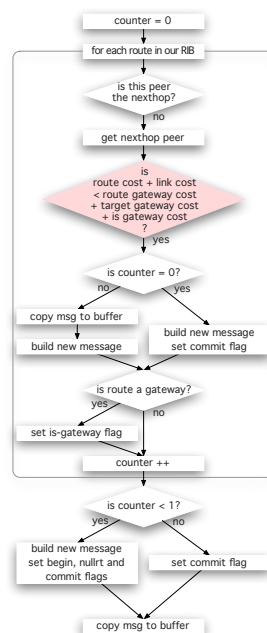 counter = 0
for each route in our RIB
is this peer
the nexthop?
no
get nexthop peer
is
route cost + link cost
< route gateway cost
+ target gateway cost
+ is gateway cost
?
yes
is counter = 0?
no
yes
copy msg to buffer
build new message
build new message
set commit flag
is route a gateway?
yes
no
set is-gateway flag
counter ++
is counter < 1?
yes
no
build new message
set begin, nullrt and
commit flags
set commit flag
copy msg to buffer